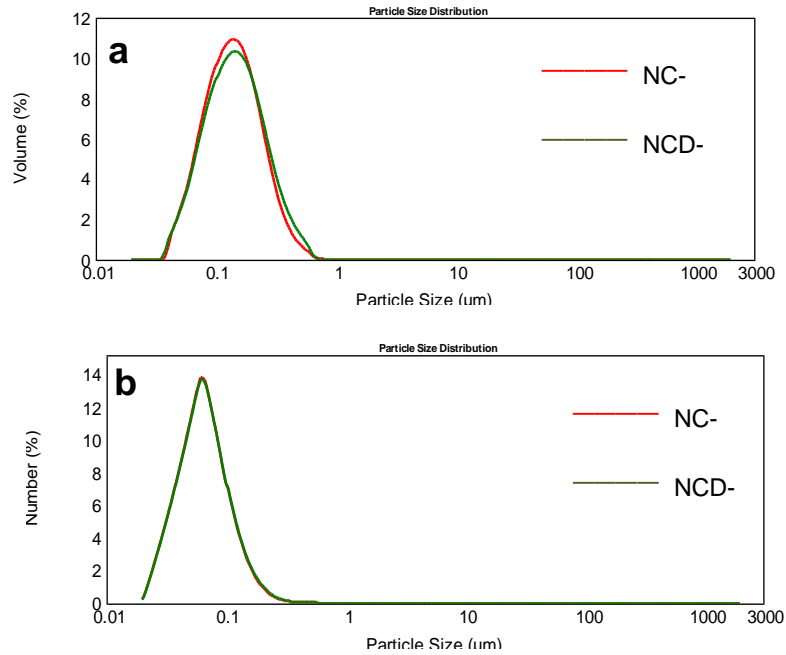 Particle Size Distribution
a
12
10
8
6
4
2
0
Volume (%)
NC-
NCD-
0.01 0.1 1 10 100 1000 3000
Particle Size (um)
Particle Size Distribution
b
14
12
10
8
6
4
2
0
Number (%)
NC-
NCD-
0.01 0.1 1 10 100 1000 3000
Particle Size (um)